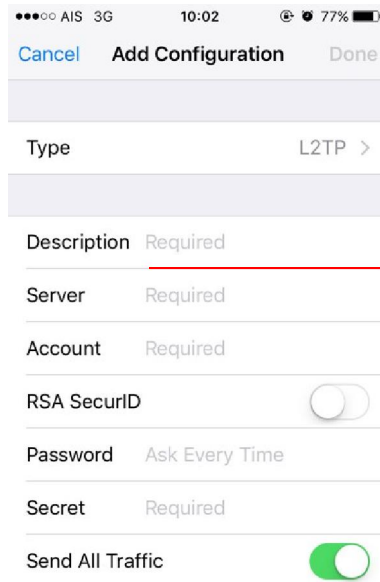 AIS 3G 10:02 77%
Cancel Add Configuration Done
Type L2TP
Description Required
Server Required
Account Required
RSA SecurID
Password Ask Every Time
Secret Required
Send All Traffic